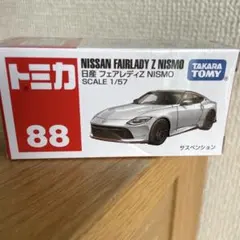 トミカ
88
NISSAN FAIRLADY Z NISMO
日産 フェアレディZ NISMO
SCALE 1/57
TAKARA
TOMY
サスペンション